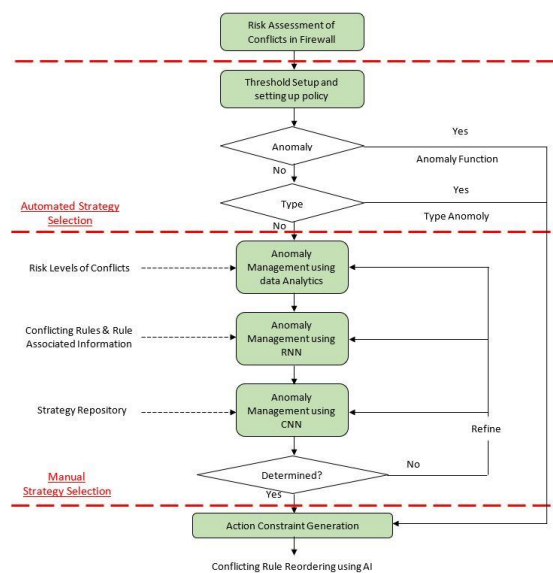 Risk Assessment of
Conflicts in Firewall
Threshold Setup and
setting up policy
Anomaly
Yes
Anomaly Function
No
Type
Yes
Type Anomoly
Automated Strategy
Selection
No
Risk Levels of Conflicts
Anomaly
Management using
data Analytics
Conflicting Rules & Rule
Associated Information
Anomaly
Management using
RNN
Strategy Repository
Anomaly
Management using
CNN
Refine
Determined?
No
Manual
Strategy Selection
Yes
Action Constraint Generation
Conflicting Rule Reordering using AI